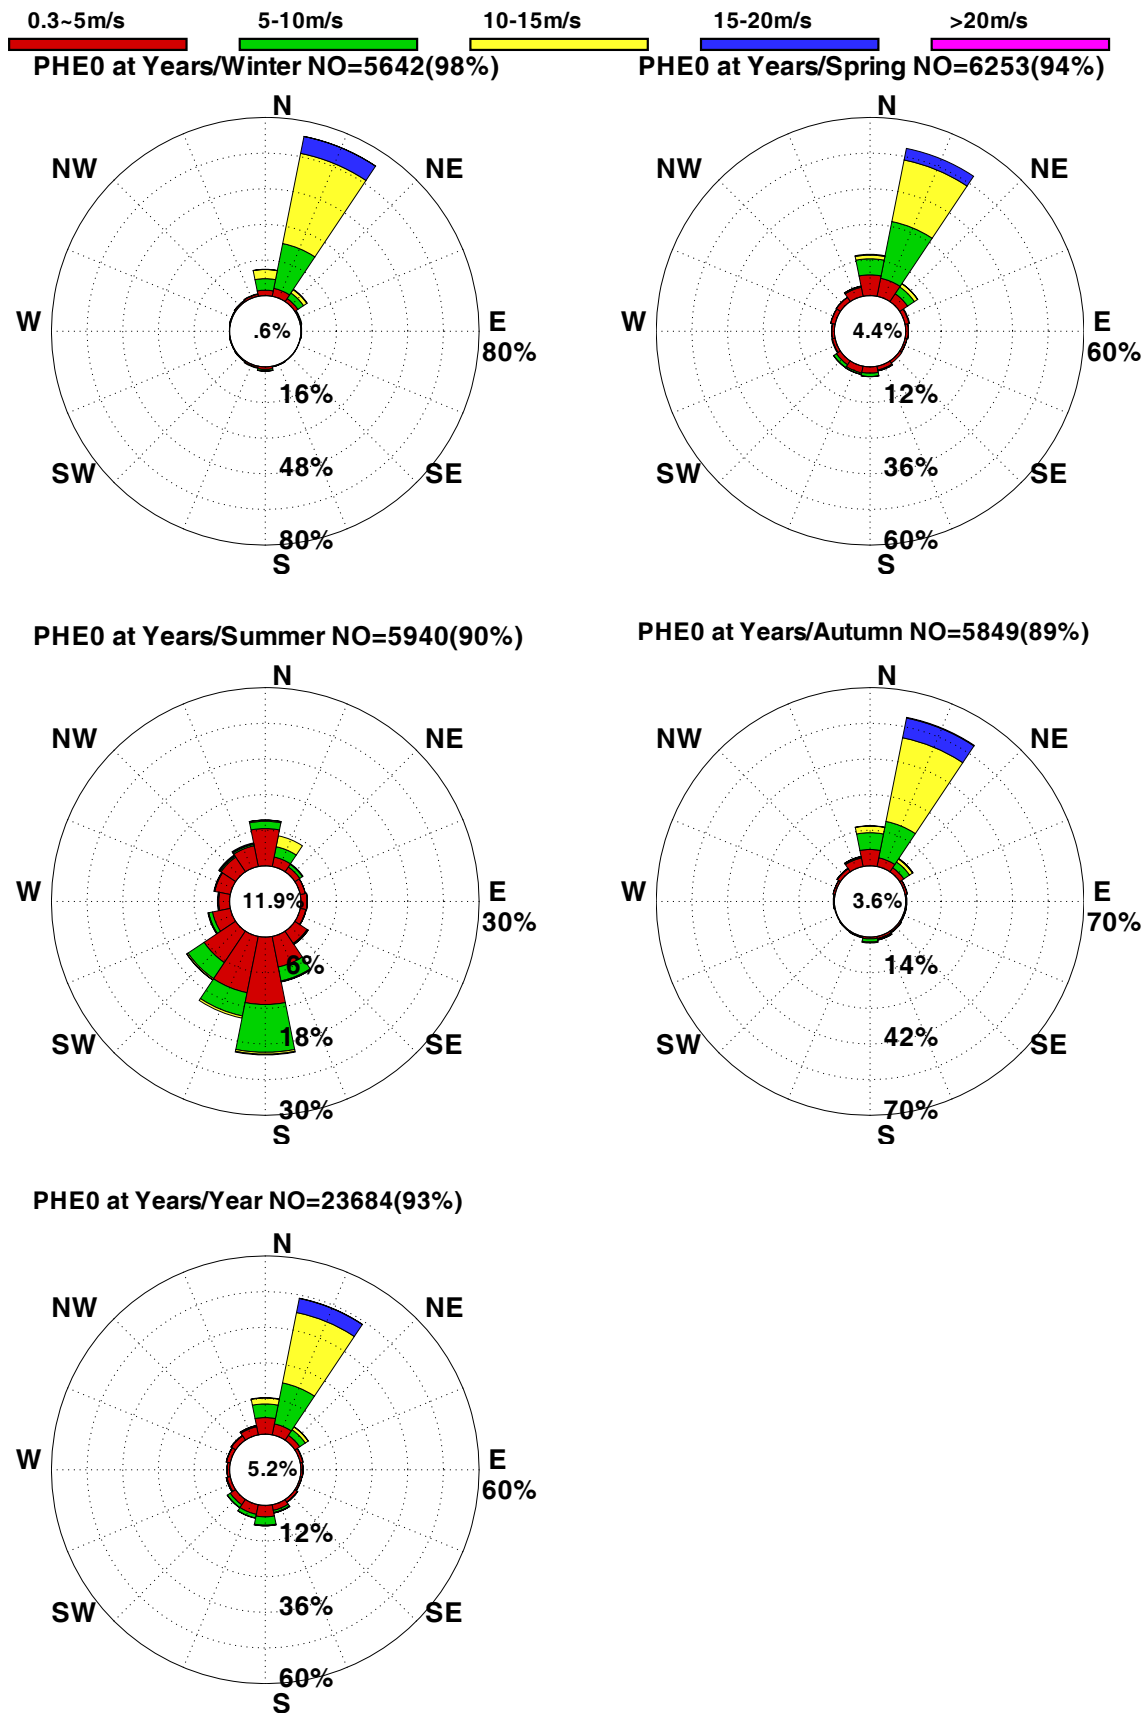 0.3~5m/s 5-10m/s 10-15m/s 15-20m/s >20m/s
PHE0 at Years/Winter NO=5642(98%)
N
NW NE
W .6% E
80%
16%
48%
SW SE
80%
S
PHE0 at Years/Spring NO=6253(94%)
N
NW NE
W 4.4% E
60%
12%
36%
SW SE
60%
S
PHE0 at Years/Summer NO=5940(90%)
N
NW NE
W 11.9% E
30%
6%
18%
SW SE
30%
S
PHE0 at Years/Autumn NO=5849(89%)
N
NW NE
W 3.6% E
70%
14%
42%
SW SE
70%
S
PHE0 at Years/Year NO=23684(93%)
N
NW NE
W 5.2% E
60%
12%
36%
SW SE
60%
S